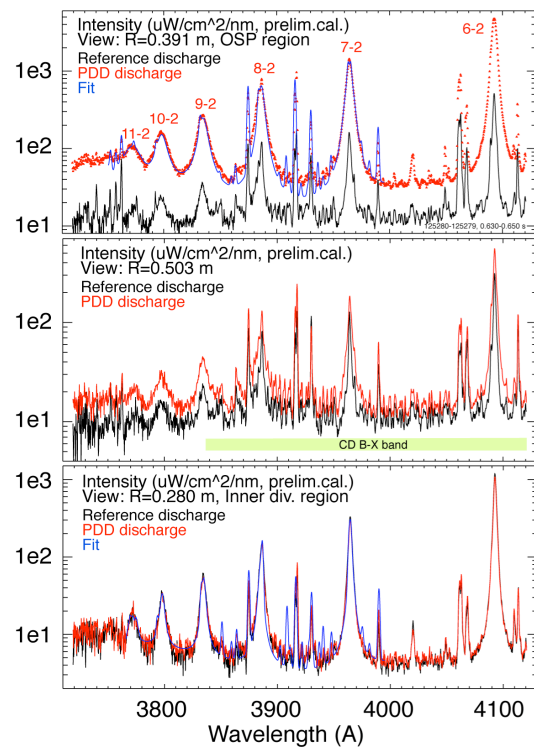 Intensity (uW/cm^2/nm, prelim.cal.)
View: R=0.391 m, OSP region
Reference discharge
PDD discharge
Fit
6-2
7-2
8-2
9-2
10-2
11-2
1e3
1e2
1e1
125280-125279, 0.630-0.650 s
Intensity (uW/cm^2/nm, prelim.cal.)
View: R=0.503 m
Reference discharge
PDD discharge
1e2
1e1
CD B-X band
Intensity (uW/cm^2/nm, prelim.cal.)
View: R=0.280 m, Inner div. region
Reference discharge
PDD discharge
Fit
1e3
1e2
1e1
3800 3900 4000 4100
Wavelength (A)